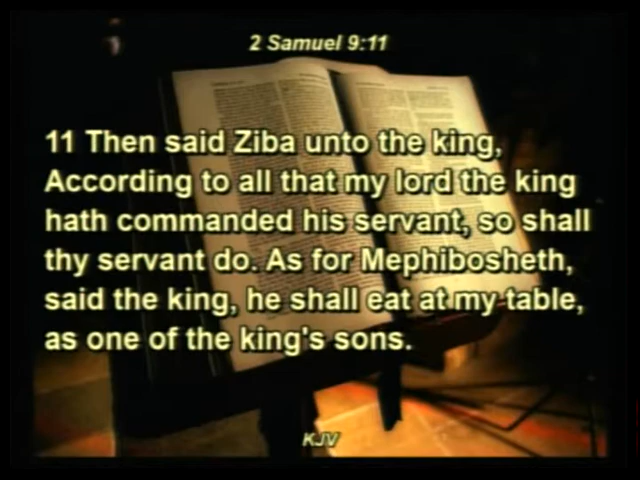 2 Samuel 9:11
11 Then said Ziba unto the king,
According to all that my lord the king
hath commanded his servant, so shall
thy servant do. As for Mephibosheth,
said the king, he shall eat at my table,
as one of the king's sons.
KJV